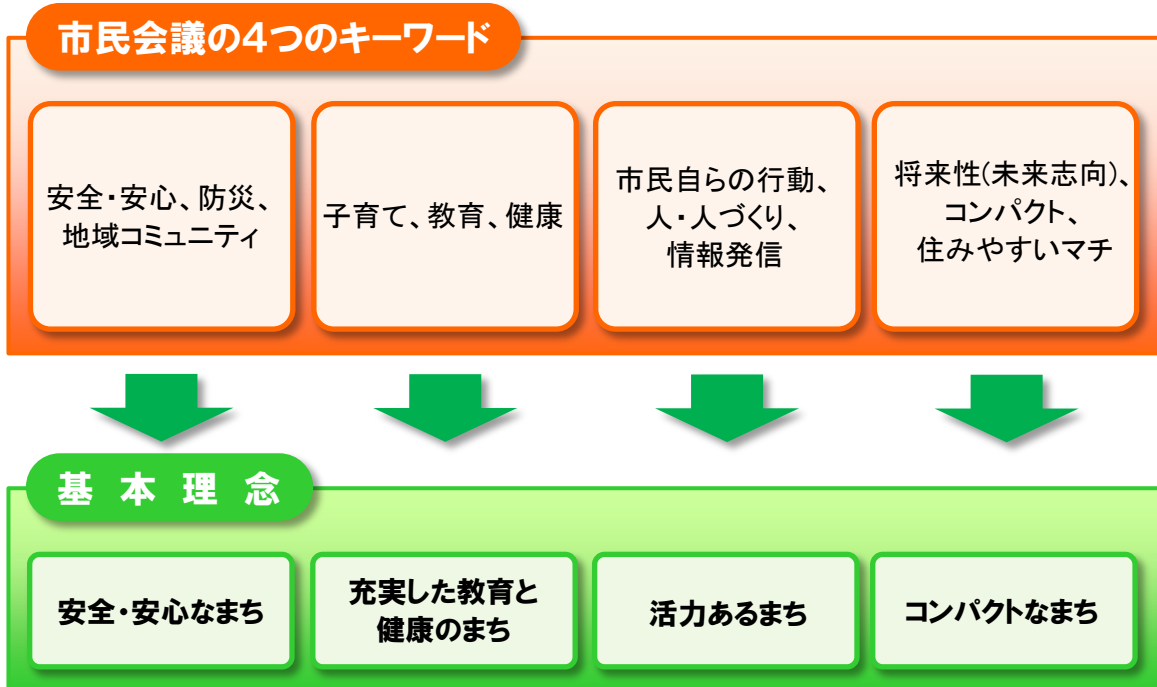 市民会議の4つのキーワード
安全・安心、防災、
地域コミュニティ
子育て、教育、健康
市民自らの行動、
人・人づくり、
情報発信
将来性(未来志向)、
コンパクト、
住みやすいマチ
基本理念
安全・安心なまち
充実した教育と
健康のまち
活力あるまち
コンパクトなまち